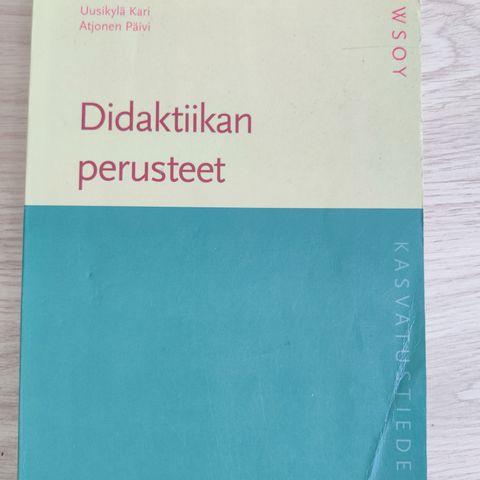 Uusikylä Kari
Atjonen Päivi
Didaktiikan
perusteet
WSOY
KASVATUSTIEDE